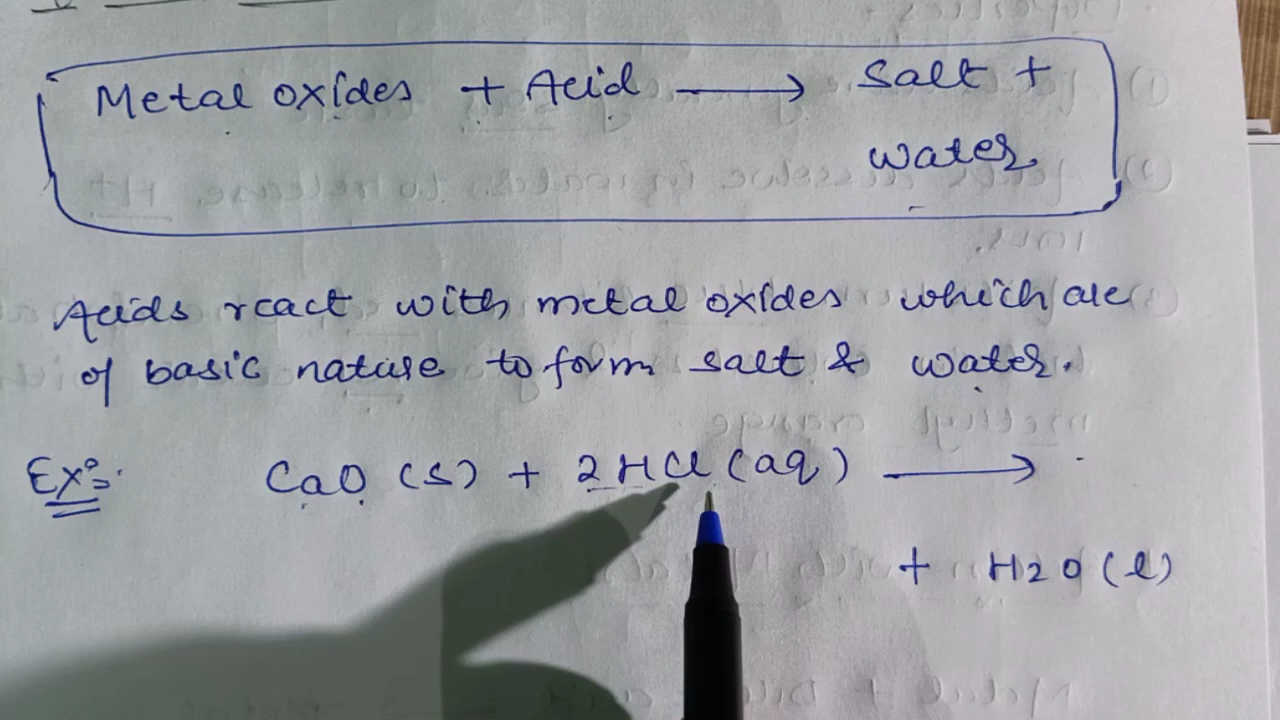 Metal oxides + Acid → Salt +
water
Acids react with metal oxides which are
of basic nature to form salt & water.
Ex:- CaO (s) + 2HCl (aq) →
+ H2O (l)